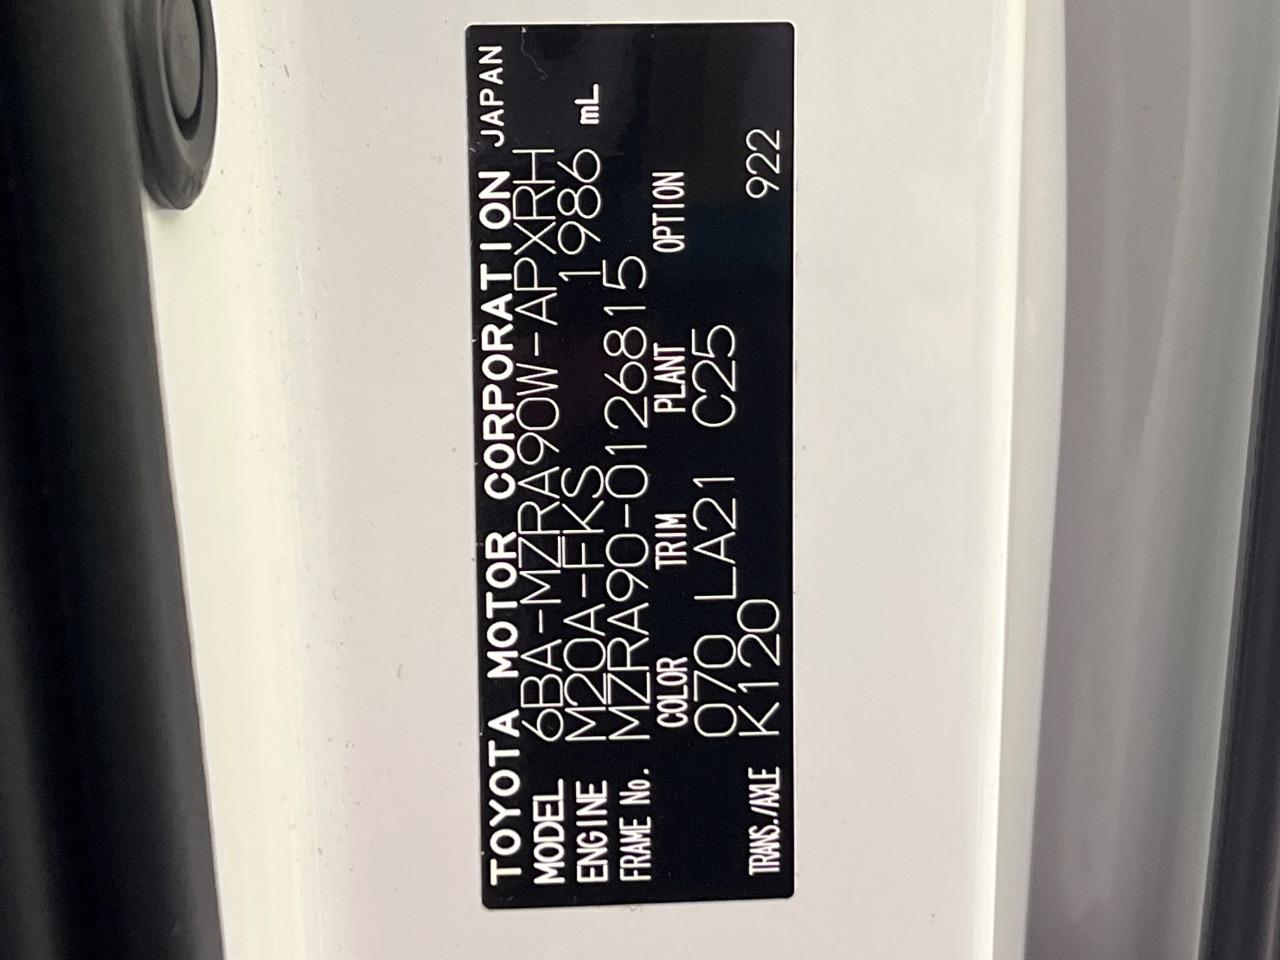 TOYOTA MOTOR CORPORATION JAPAN
MODEL 6BA-MZRA90W-APXRH
ENGINE M20A-FKS 1986 mL
FRAME No. MZRA90-0126815
COLOR TRIM PLANT OPTION
070 LA21 C25
TRANS./AXLE K120 922